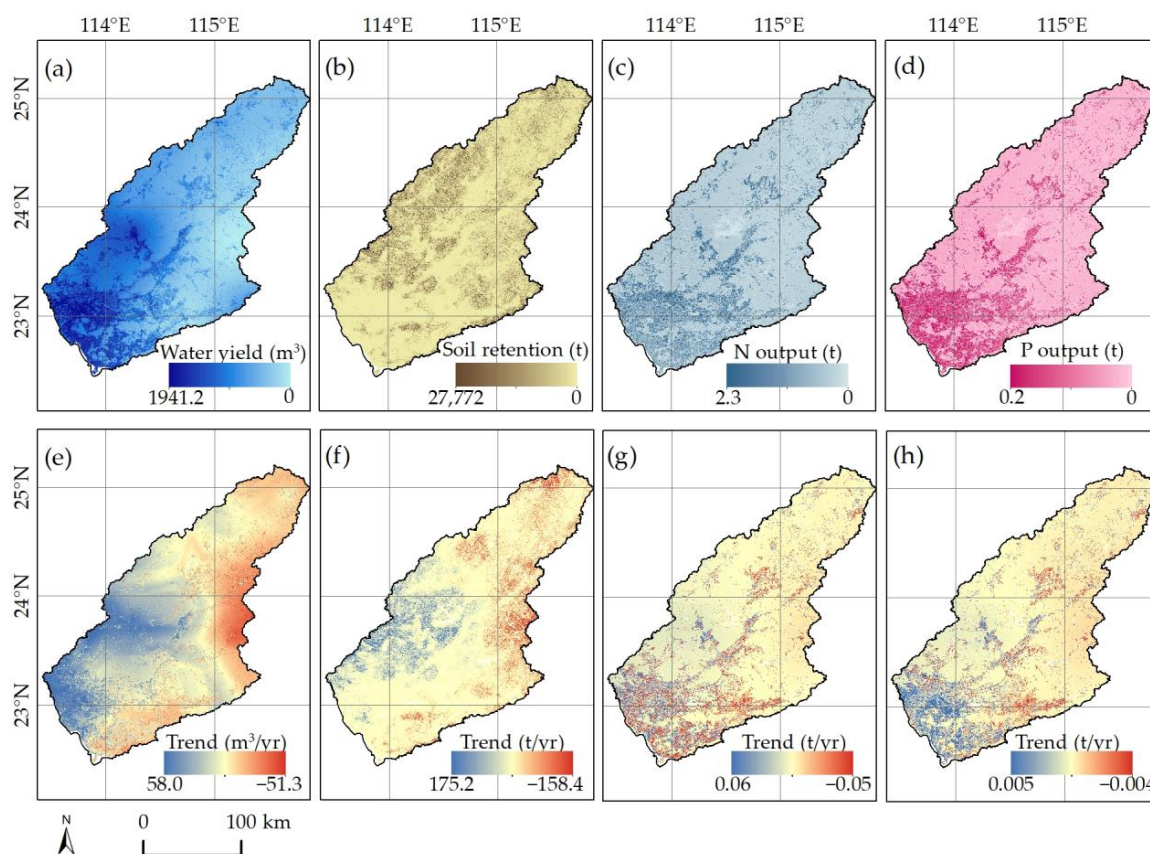 114°E 115°E 114°E 115°E 114°E 115°E 114°E 115°E
(a) (b) (c) (d)
25°N
24°N
23°N
Water yield (m³) Soil retention (t) N output (t) P output (t)
1941.2 0 27,772 0 2.3 0 0.2 0
(e) (f) (g) (h)
25°N
24°N
23°N
Trend (m³/yr) Trend (t/yr) Trend (t/yr) Trend (t/yr)
58.0 −51.3 175.2 −158.4 0.06 −0.05 0.005 −0.004
N 0 100 km